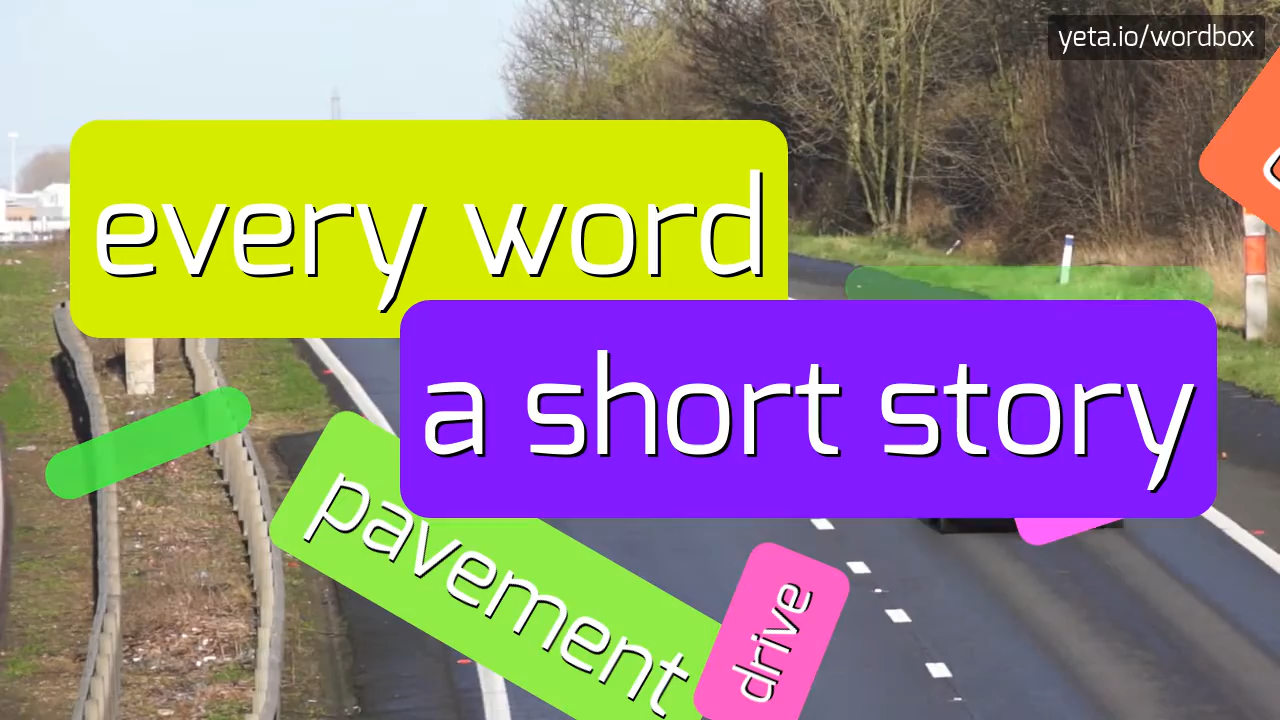 yeta.io/wordbox
every word
a short story
pavement
drive